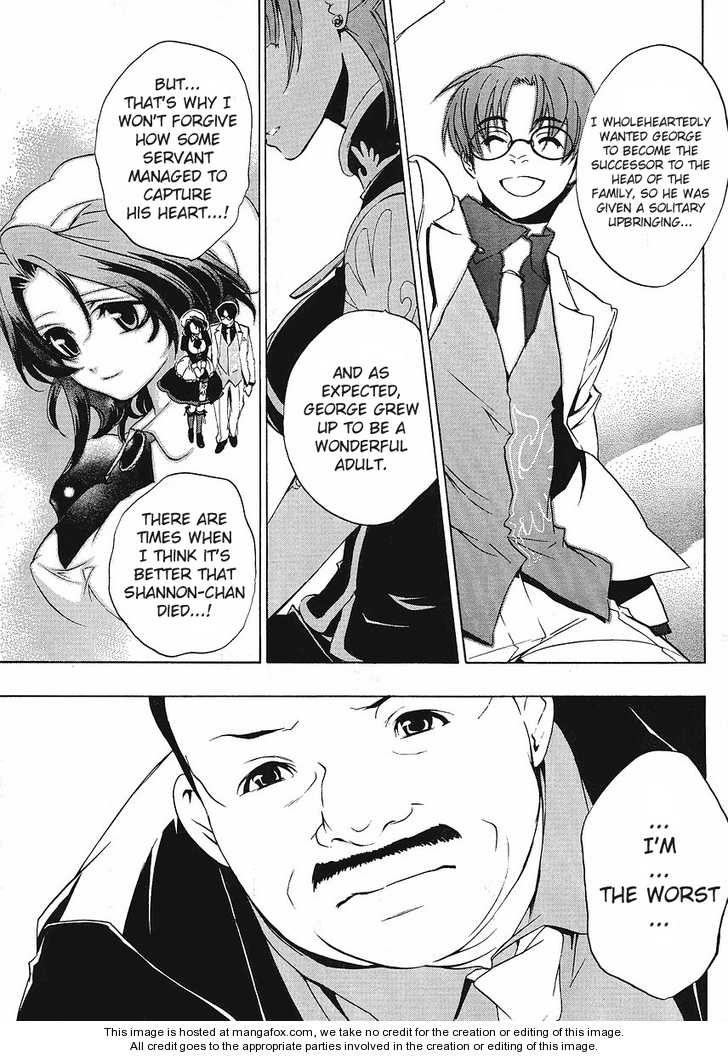 I WHOLEHEARTEDLY
WANTED GEORGE
TO BECOME THE
SUCCESSOR TO THE
HEAD OF THE
FAMILY, SO HE WAS
GIVEN A SOLITARY
UPBRINGING...
AND AS
EXPECTED,
GEORGE GREW
UP TO BE A
WONDERFUL
ADULT.
BUT...
THAT'S WHY I
WON'T FORGIVE
HOW SOME
SERVANT
MANAGED TO
CAPTURE
HIS HEART...!
THERE ARE
TIMES WHEN
I THINK IT'S
BETTER THAT
SHANNON-CHAN
DIED...!
...
I'M
...
THE WORST
...
This image is hosted at mangafox.com, we take no credit for the creation or editing of this image.
All credit goes to the appropriate parties involved in the creation or editing of this image.